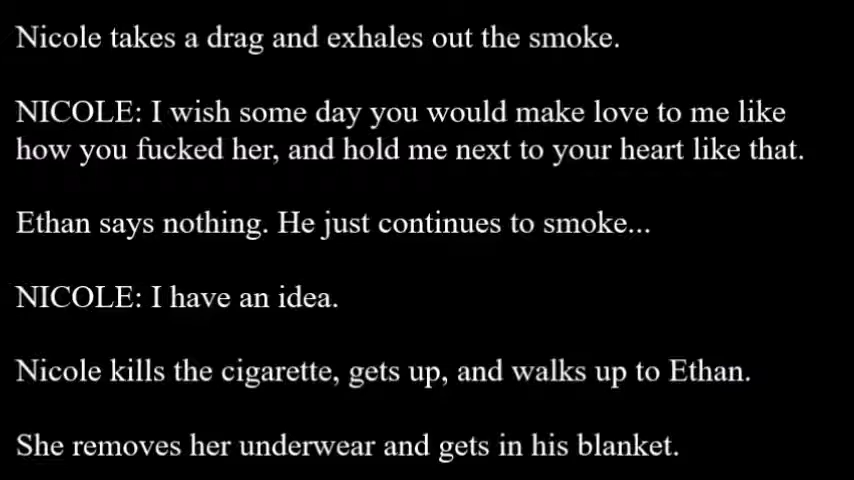 Nicole takes a drag and exhales out the smoke.
NICOLE: I wish some day you would make love to me like
how you fucked her, and hold me next to your heart like that.
Ethan says nothing. He just continues to smoke...
NICOLE: I have an idea.
Nicole kills the cigarette, gets up, and walks up to Ethan.
She removes her underwear and gets in his blanket.